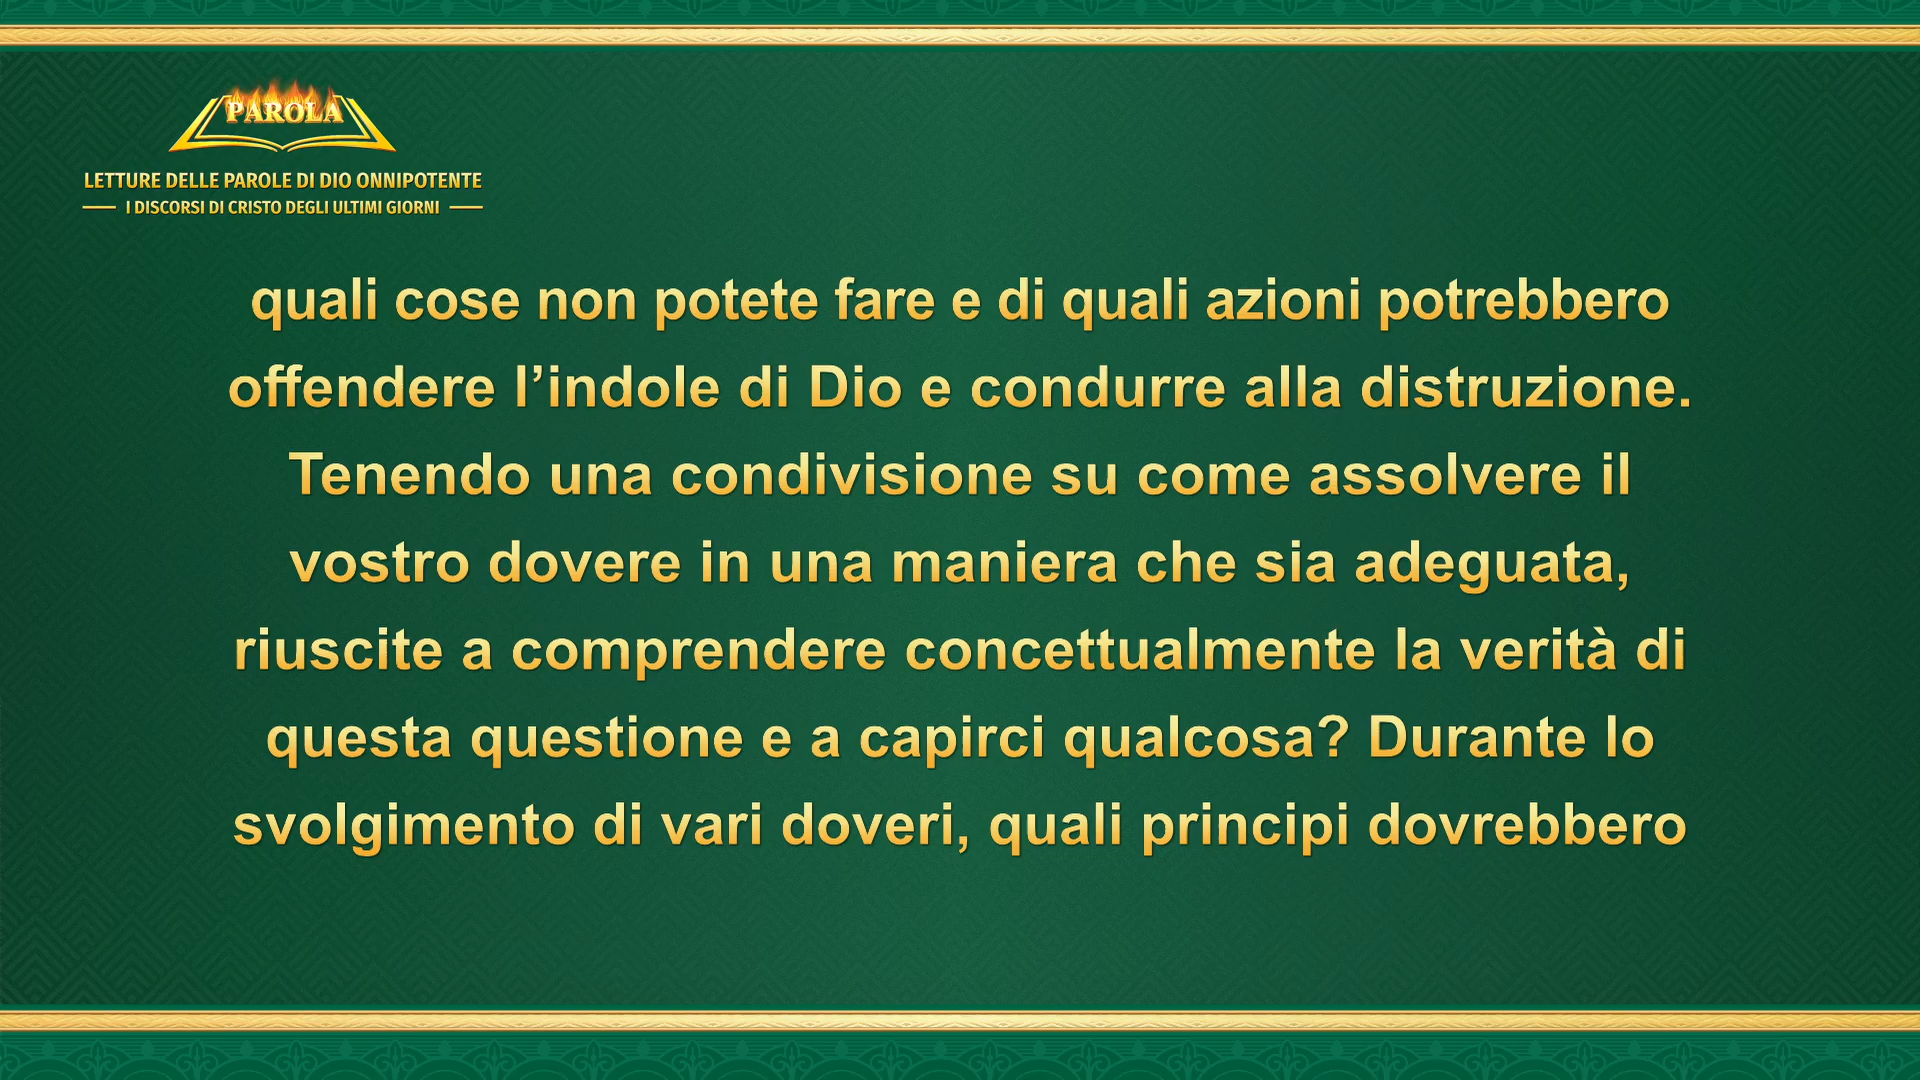 PAROLA
LETTURE DELLE PAROLE DI DIO ONNIPOTENTE
I DISCORSI DI CRISTO DEGLI ULTIMI GIORNI
quali cose non potete fare e di quali azioni potrebbero
offendere l’indole di Dio e condurre alla distruzione.
Tenendo una condivisione su come assolvere il
vostro dovere in una maniera che sia adeguata,
riuscite a comprendere concettualmente la verità di
questa questione e a capirci qualcosa? Durante lo
svolgimento di vari doveri, quali principi dovrebbero